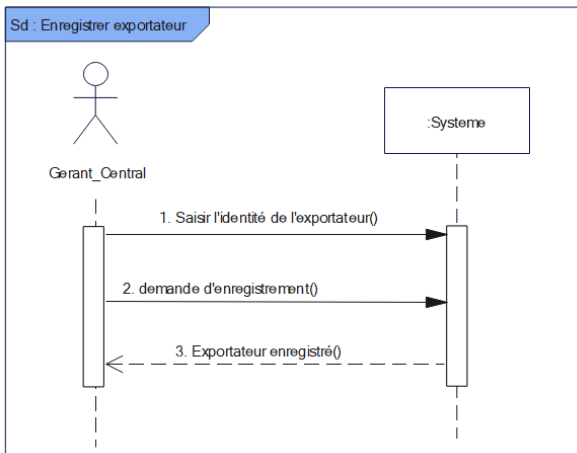 Sd : Enregistrer exportateur
:Systeme
Gerant_Central
1. Saisir l'identité de l'exportateur()
2. demande d'enregistrement()
3. Exportateur enregistré()